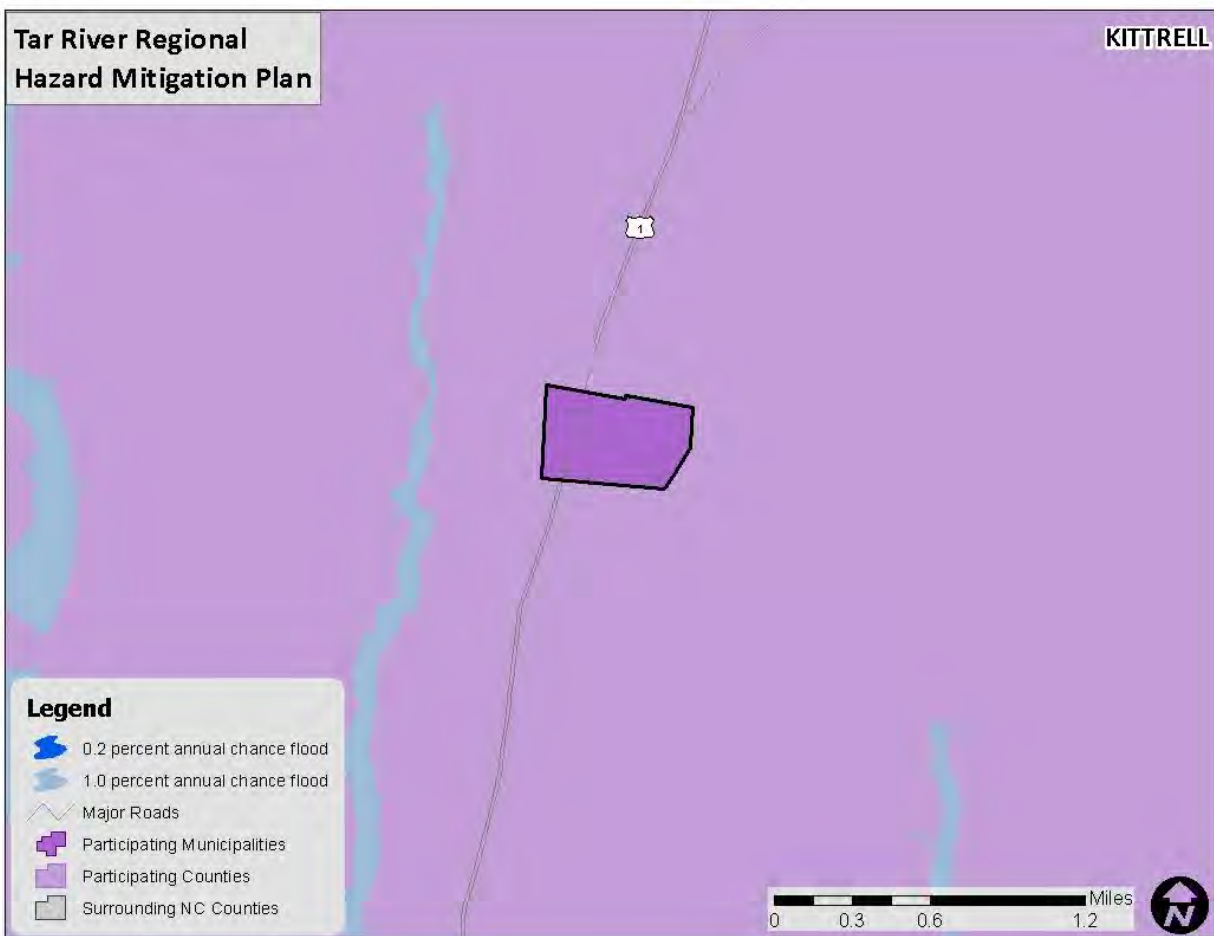 Tar River Regional
Hazard Mitigation Plan
KITTRELL
1
Legend
0.2 percent annual chance flood
1.0 percent annual chance flood
Major Roads
Participating Municipalities
Participating Counties
Surrounding NC Counties
Miles
0 0.3 0.6 1.2
N